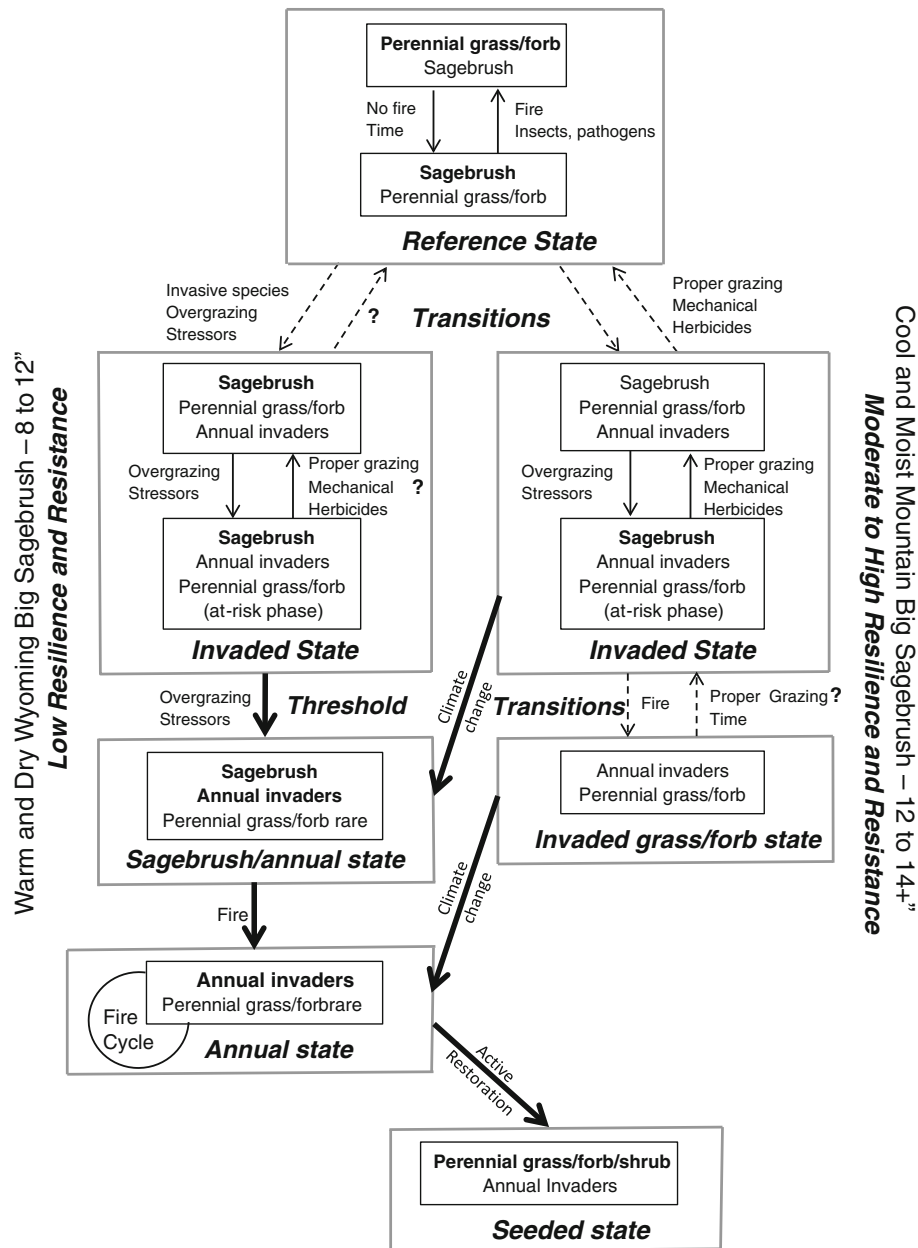 Perennial grass/forb
Sagebrush
No fire
Time
Fire
Insects, pathogens
Sagebrush
Perennial grass/forb
Reference State
Invasive species
Overgrazing
Stressors
?
Transitions
Proper grazing
Mechanical
Herbicides
Warm and Dry Wyoming Big Sagebrush – 8 to 12”
Low Resilience and Resistance
Sagebrush
Perennial grass/forb
Annual invaders
Overgrazing
Stressors
Proper grazing
Mechanical ?
Herbicides
Sagebrush
Annual invaders
Perennial grass/forb
(at-risk phase)
Invaded State
Sagebrush
Perennial grass/forb
Annual invaders
Overgrazing
Stressors
Proper grazing
Mechanical
Herbicides
Sagebrush
Annual invaders
Perennial grass/forb
(at-risk phase)
Invaded State
Cool and Moist Mountain Big Sagebrush – 12 to 14+”
Moderate to High Resilience and Resistance
Overgrazing
Stressors
Threshold
Climate
change
Transitions
Fire
Proper Grazing ?
Time
Sagebrush
Annual invaders
Perennial grass/forb rare
Sagebrush/annual state
Annual invaders
Perennial grass/forb
Invaded grass/forb state
Fire
Climate
change
Annual invaders
Perennial grass/forbrare
Fire
Cycle
Annual state
Active
Restoration
Perennial grass/forb/shrub
Annual Invaders
Seeded state